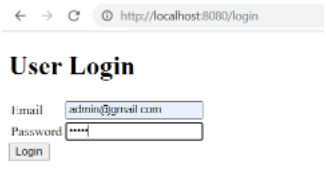 http://localhost:8080/login
User Login
Email admin@gmail.com
Password •••••
Login